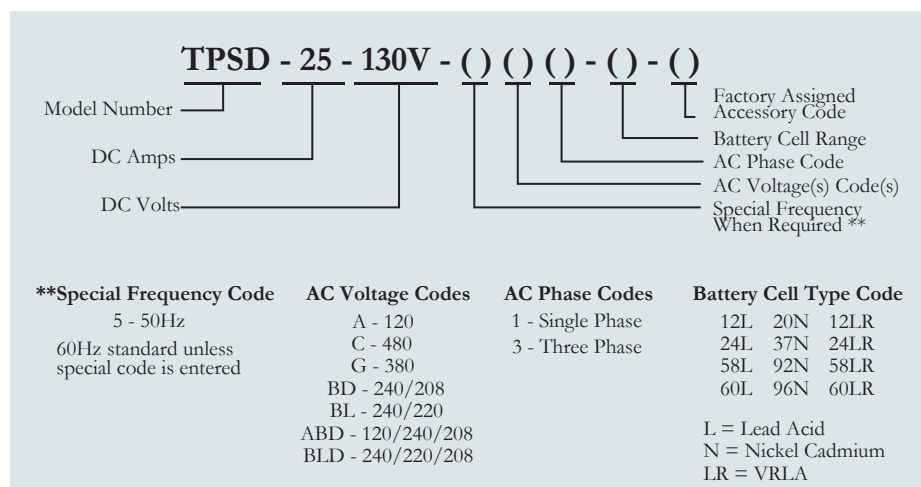 TPSD - 25 - 130V - ( ) ( ) ( ) - ( ) - ( )
Model Number
DC Amps
DC Volts
Factory Assigned
Accessory Code
Battery Cell Range
AC Phase Code
AC Voltage(s) Code(s)
Special Frequency
When Required **
**Special Frequency Code
5 - 50Hz
60Hz standard unless
special code is entered
AC Voltage Codes
A - 120
C - 480
G - 380
BD - 240/208
BL - 240/220
ABD - 120/240/208
BLD - 240/220/208
AC Phase Codes
1 - Single Phase
3 - Three Phase
Battery Cell Type Code
12L 20N 12LR
24L 37N 24LR
58L 92N 58LR
60L 96N 60LR
L = Lead Acid
N = Nickel Cadmium
LR = VRLA